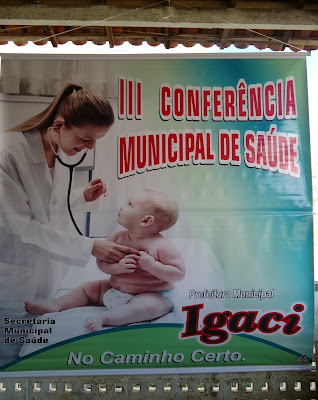 III CONFERÊNCIA
MUNICIPAL DE SAÚDE
Prefeitura Municipal
Igaci
Secretaria
Municipal
de Saúde
No Caminho Certo.